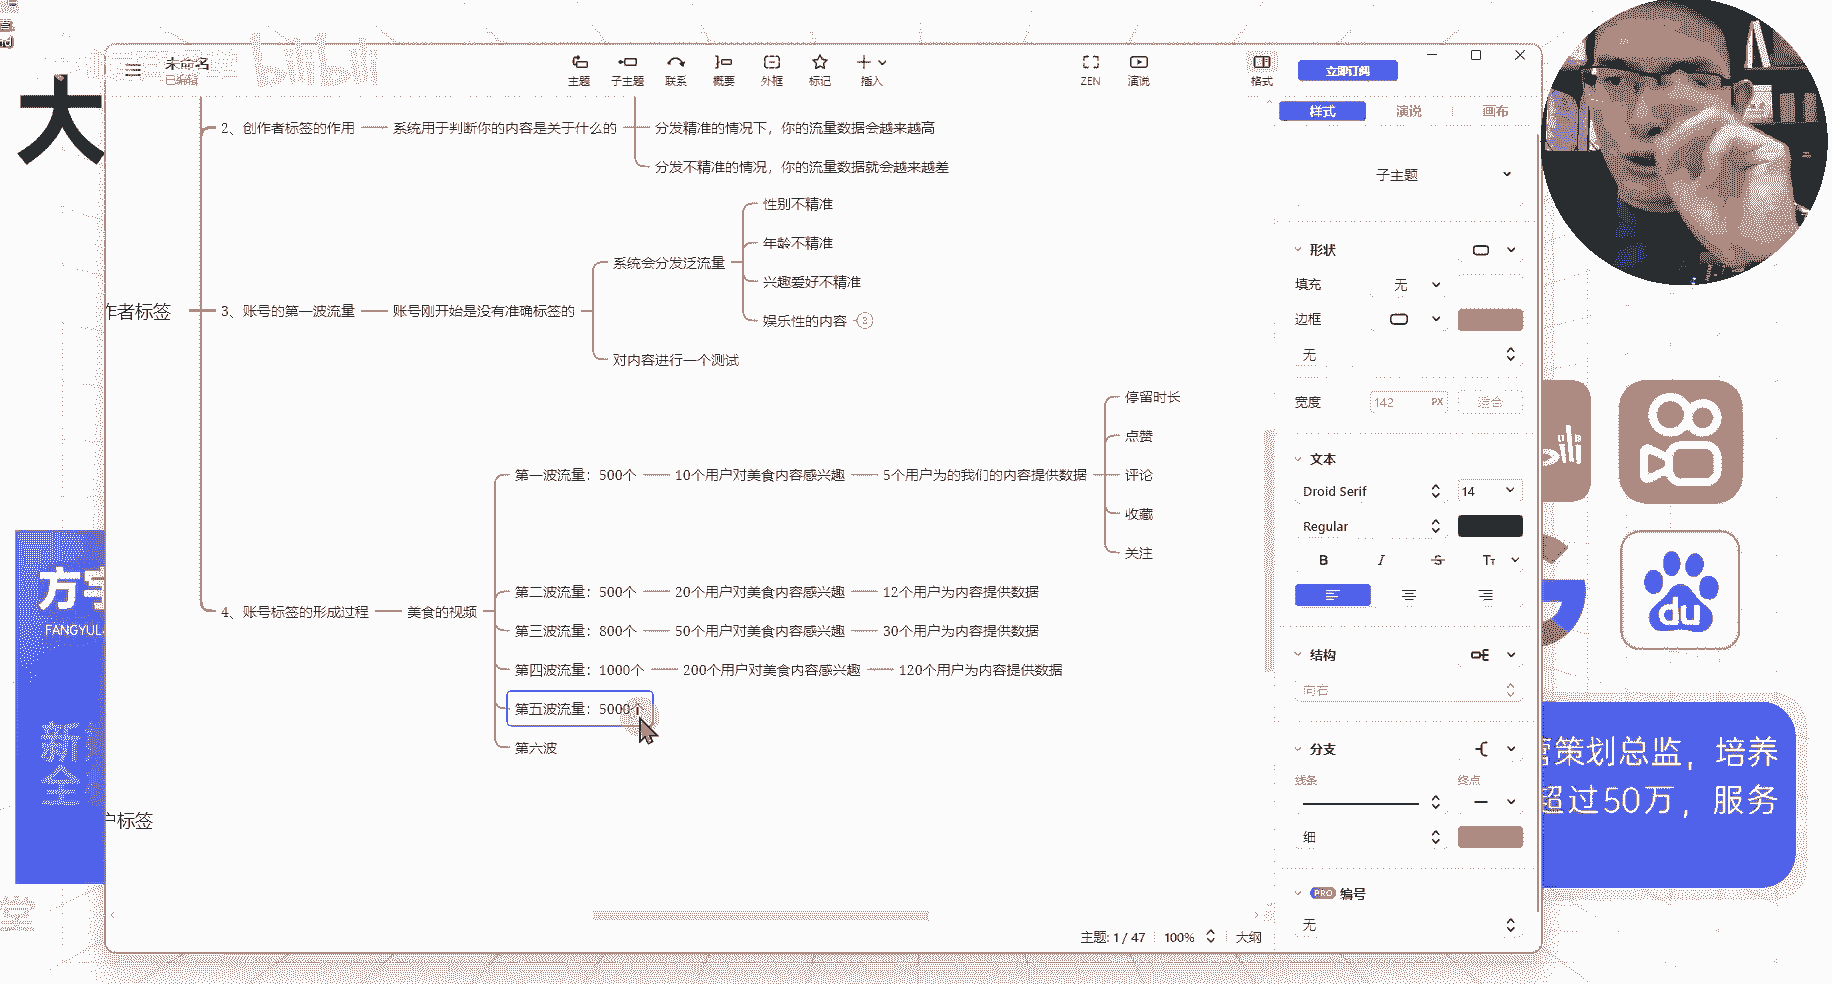 大
bilibili
未命名
已编辑
主题
子主题
联系
概要
外框
标记
插入
ZEN
演说
格式
立即订阅
样式
演说
画布
2、创作者标签的作用
系统用于判断你的内容是关于什么的
分发精准的情况下，你的流量数据会越来越高
分发不精准的情况，你的流量数据就会越来越差
作者标签
3、账号的第一波流量
账号刚开始是没有准确标签的
系统会分发泛流量
性别不精准
年龄不精准
兴趣爱好不精准
娱乐性的内容
2
对内容进行一个测试
4、账号标签的形成过程
美食的视频
第一波流量：500个
10个用户对美食内容感兴趣
5个用户为的我们的内容提供数据
停留时长
点赞
评论
收藏
关注
第二波流量：500个
20个用户对美食内容感兴趣
12个用户为内容提供数据
第三波流量：800个
50个用户对美食内容感兴趣
30个用户为内容提供数据
第四波流量：1000个
200个用户对美食内容感兴趣
120个用户为内容提供数据
第五波流量：5000个
第六波
户标签
子主题
形状
填充
无
边框
无
宽度
142
PX
适合
文本
Droid Serif
14
Regular
B
I
S
Tт
结构
向右
分支
线条
终点
细
PRO
编号
无
主题: 1 / 47
100%
大纲
方
FANGYUL
新
全
学
du
策划总监，培养
超过50万，服务